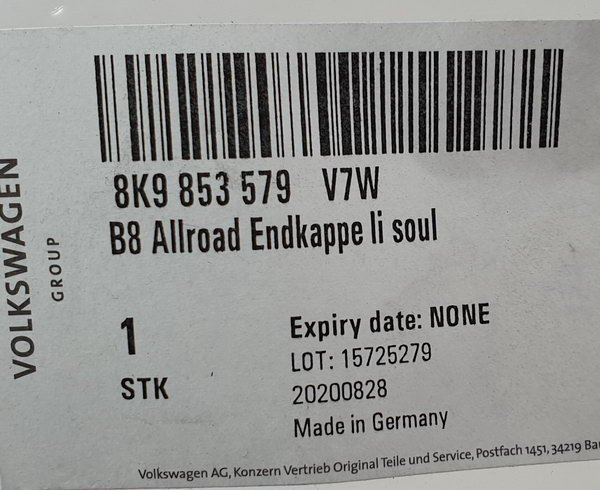 VOLKSWAGEN
GROUP
8K9 853 579 V7W
B8 Allroad Endkappe li soul
1
STK
Expiry date: NONE
LOT: 15725279
20200828
Made in Germany
Volkswagen AG, Konzern Vertrieb Original Teile und Service, Postfach 1451, 34219 Ba